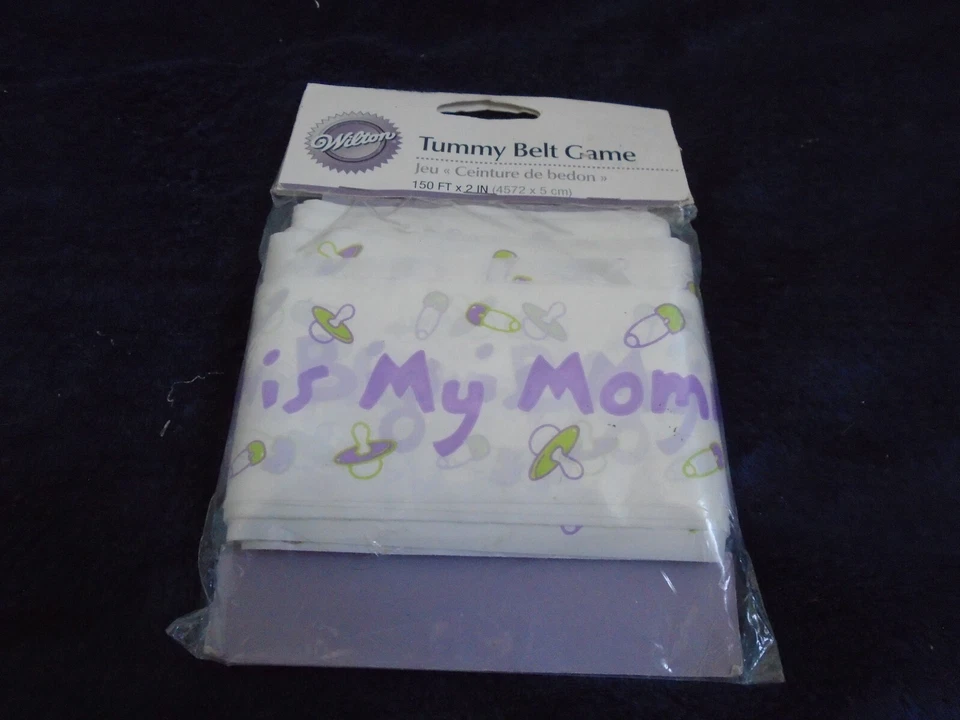 Wilton
Tummy Belt Game
Jeu « Ceinture de bedon »
150 FT x 2 IN (4572 x 5 cm)
is My Mom